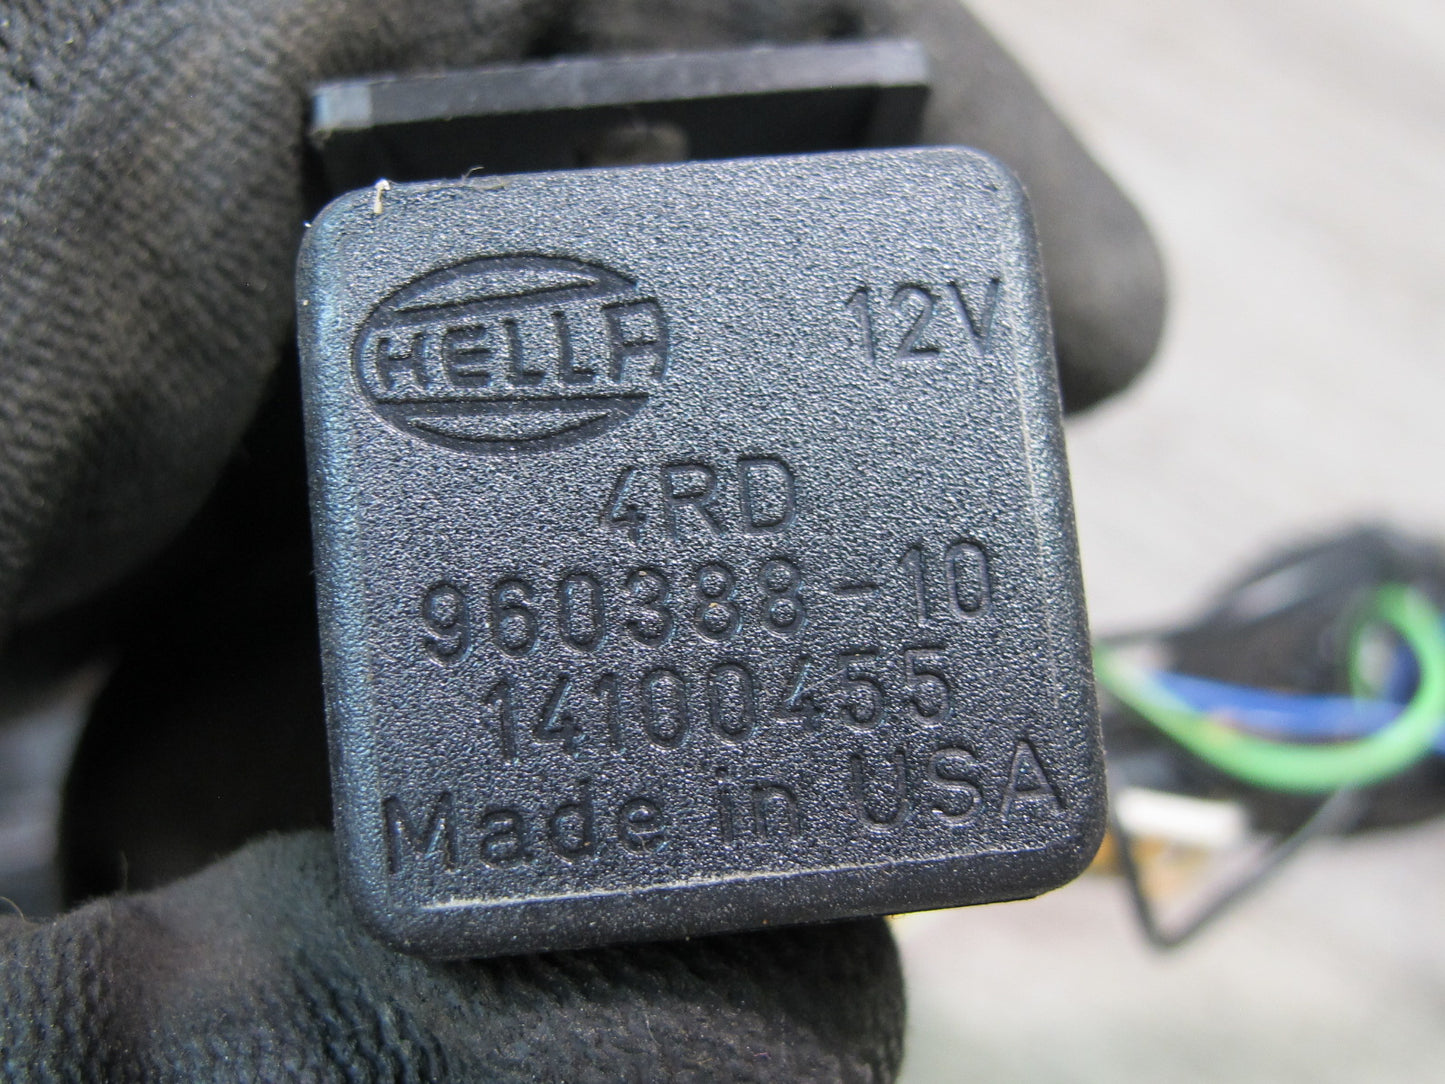 HELLA 12V
4RD
960388-10
14100455
Made in USA